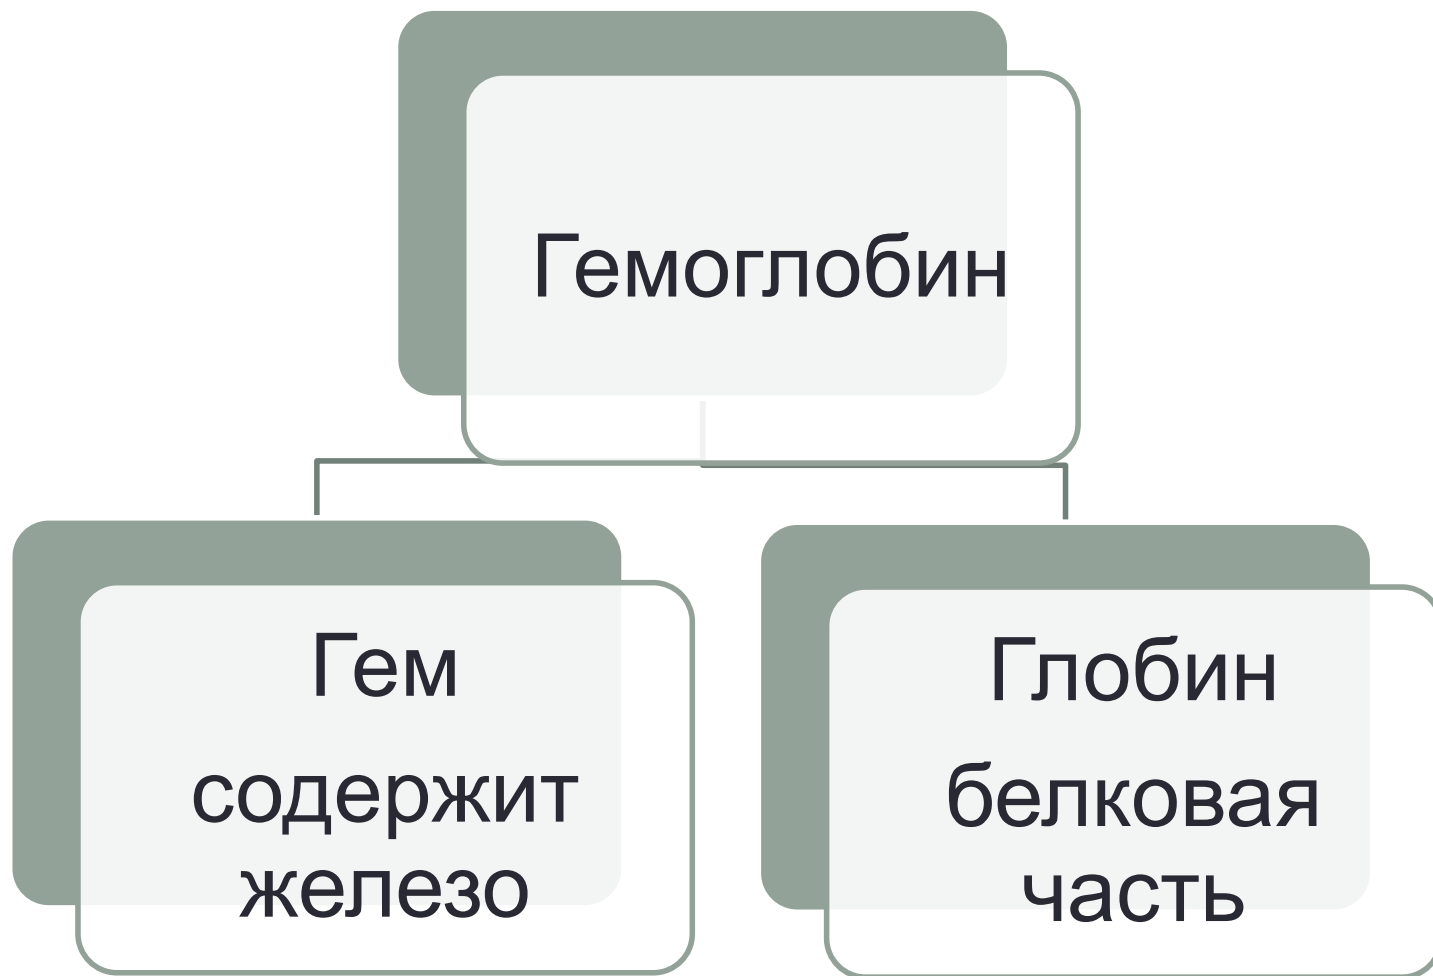 Гемоглобин
Гем
содержит
железо
Глобин
белковая
часть